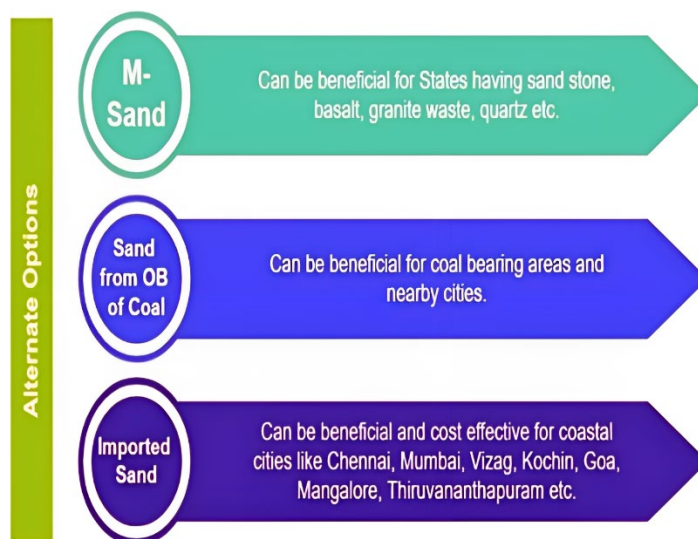 Alternate Options
M-
Sand
Can be beneficial for States having sand stone,
basalt, granite waste, quartz etc.
Sand
from OB
of Coal
Can be beneficial for coal bearing areas and
nearby cities.
Imported
Sand
Can be beneficial and cost effective for coastal
cities like Chennai, Mumbai, Vizag, Kochin, Goa,
Mangalore, Thiruvananthapuram etc.